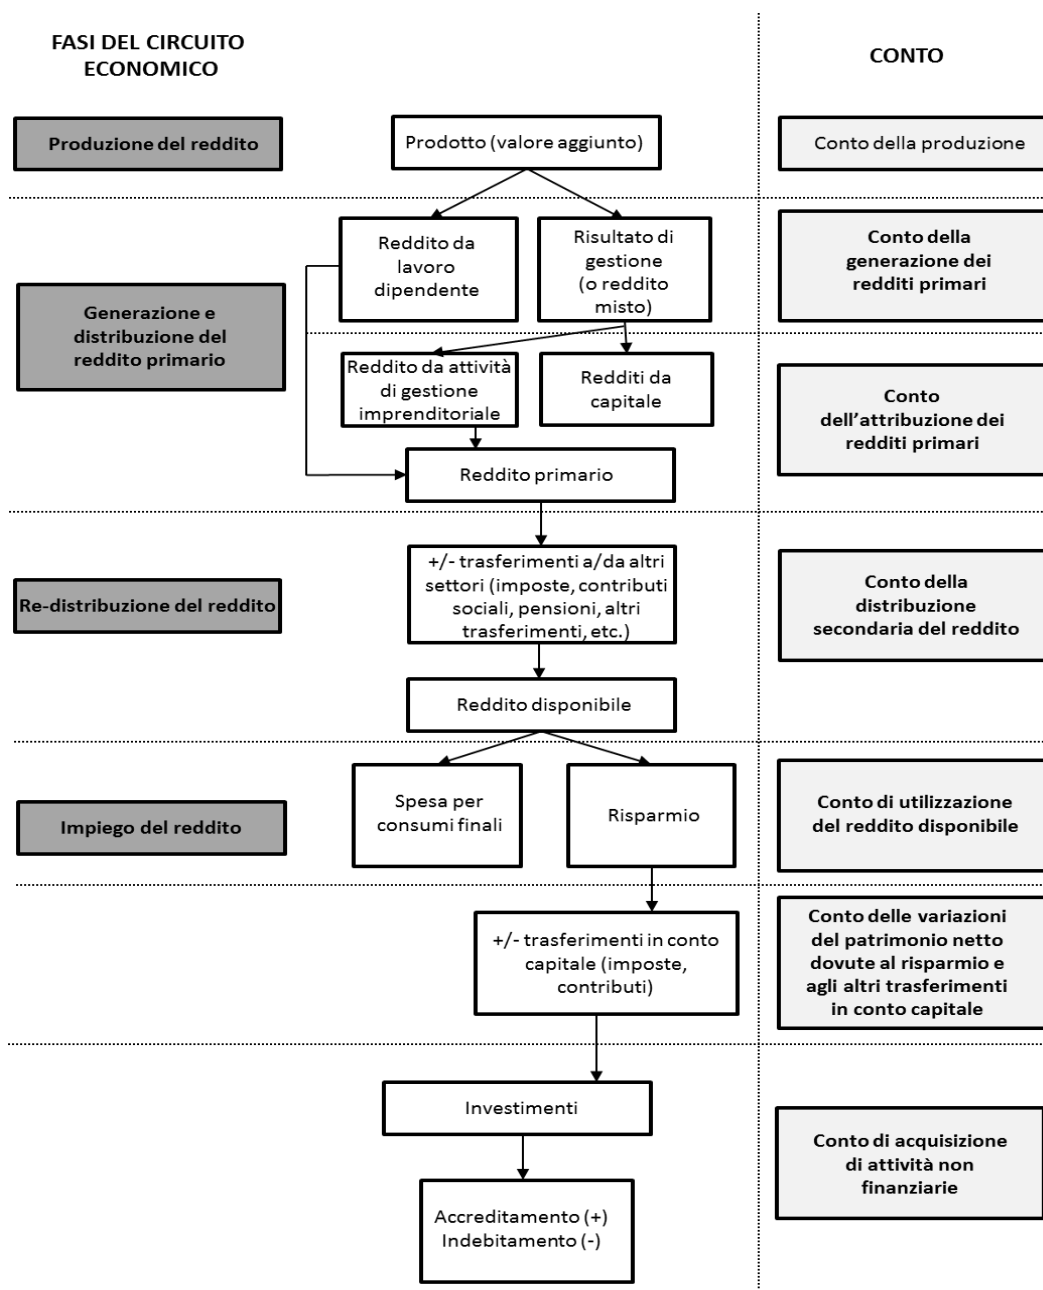 FASI DEL CIRCUITO
ECONOMICO
CONTO
Produzione del reddito
Prodotto (valore aggiunto)
Conto della produzione
Reddito da
lavoro
dipendente
Risultato di
gestione
(o reddito
misto)
Conto della
generazione dei
redditi primari
Generazione e
distribuzione del
reddito primario
Reddito da attività
di gestione
imprenditoriale
Redditi da
capitale
Conto
dell'attribuzione dei
redditi primari
Reddito primario
Re-distribuzione del reddito
+/- trasferimenti a/da altri
settori (imposte, contributi
sociali, pensioni, altri
trasferimenti, etc.)
Conto della
distribuzione
secondaria del reddito
Reddito disponibile
Impiego del reddito
Spesa per
consumi finali
Risparmio
Conto di utilizzazione
del reddito disponibile
+/- trasferimenti in conto
capitale (imposte,
contributi)
Conto delle variazioni
del patrimonio netto
dovute al risparmio e
agli altri trasferimenti
in conto capitale
Investimenti
Conto di acquisizione
di attività non
finanziarie
Accreditamento (+)
Indebitamento (-)